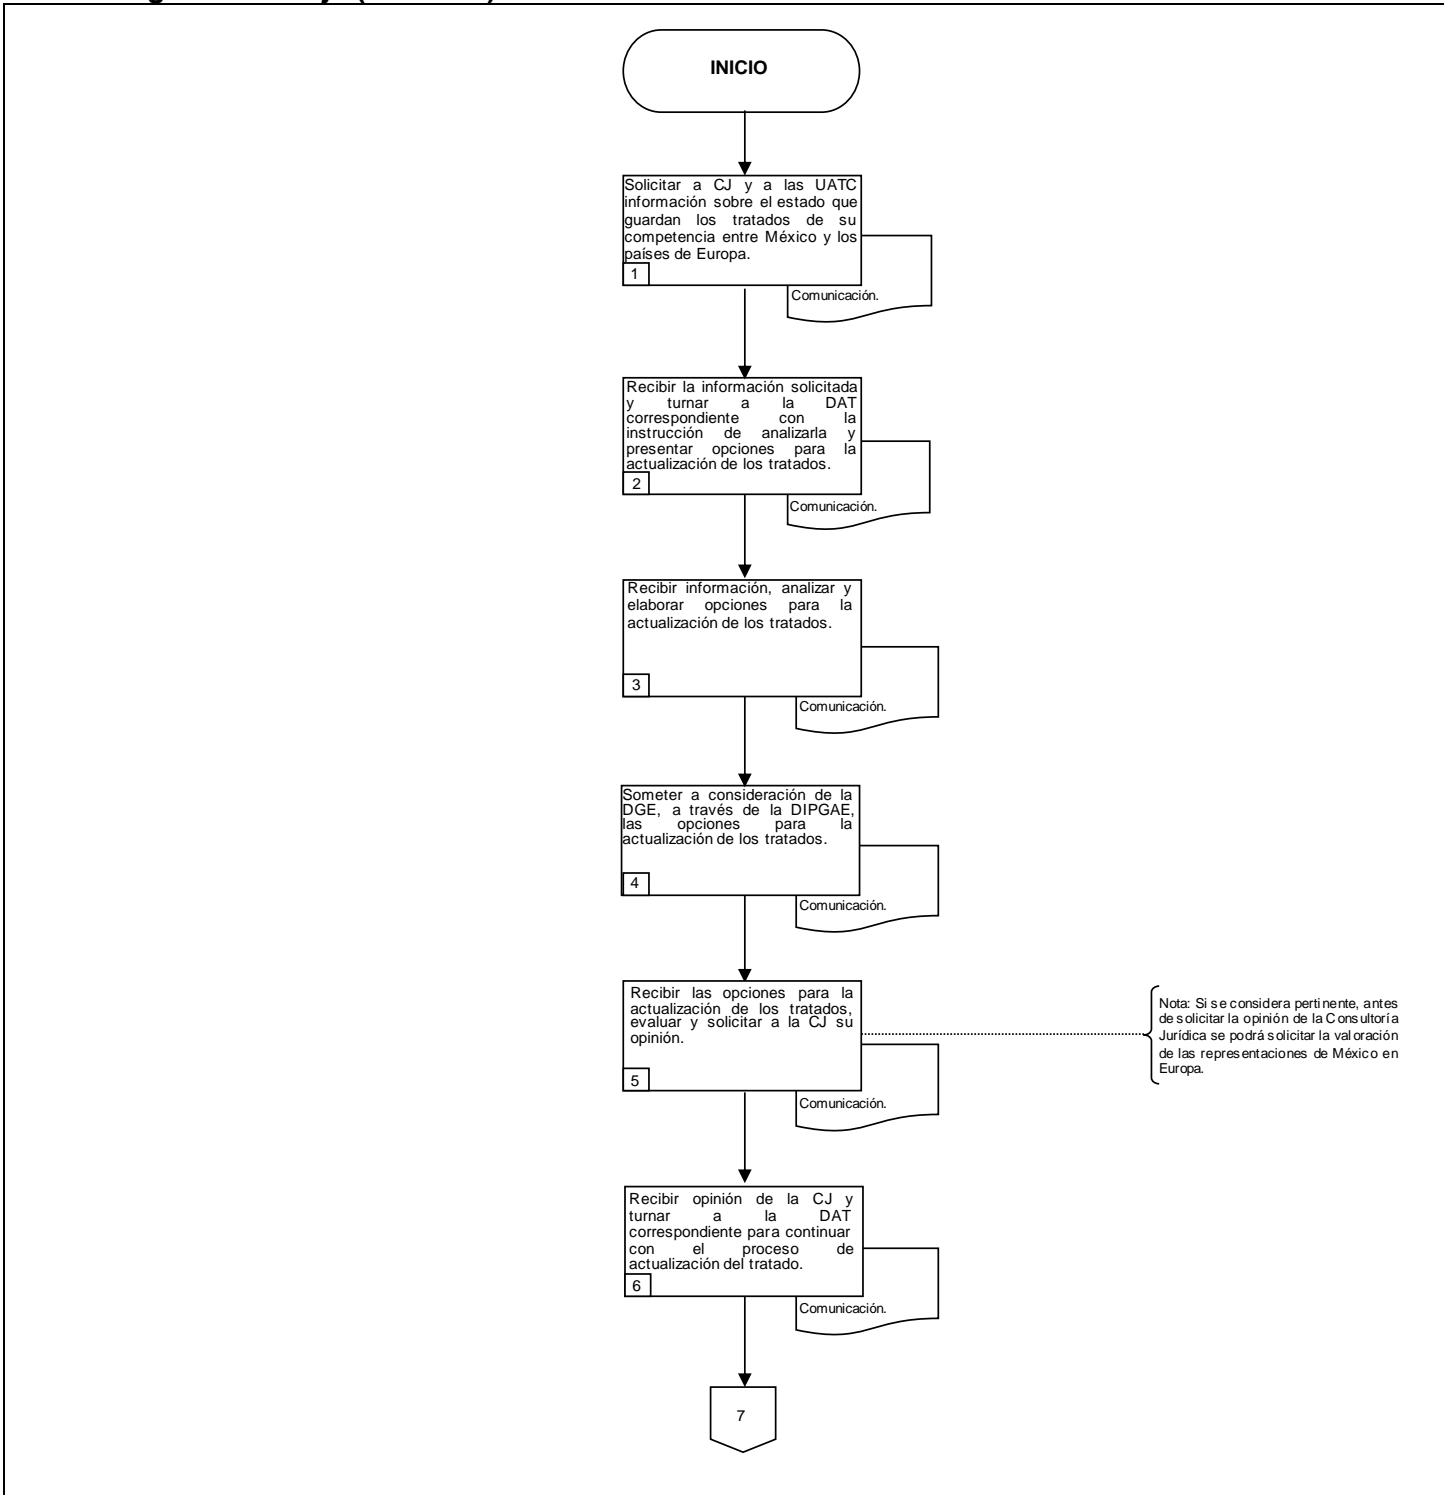 INICIO
Solicitar a CJ y a las UATC
información sobre el estado que
guardan los tratados de su
competencia entre México y los
países de Europa.
1
Comunicación.
Recibir la información solicitada
y turnar a la DAT
correspondiente con la
instrucción de analizarla y
presentar opciones para la
actualización de los tratados.
2
Comunicación.
Recibir información, analizar y
elaborar opciones para la
actualización de los tratados.
3
Comunicación.
Someter a consideración de la
DGE, a través de la DIPGAE,
las opciones para la
actualización de los tratados.
4
Comunicación.
Recibir las opciones para la
actualización de los tratados,
evaluar y solicitar a la CJ su
opinión.
5
Comunicación.
Nota: Si se considera pertinente, antes
de solicitar la opinión de la Consultoría
Jurídica se podrá solicitar la valoración
de las representaciones de México en
Europa.
Recibir opinión de la CJ y
turnar a la DAT
correspondiente para continuar
con el proceso de
actualización del tratado.
6
Comunicación.
7